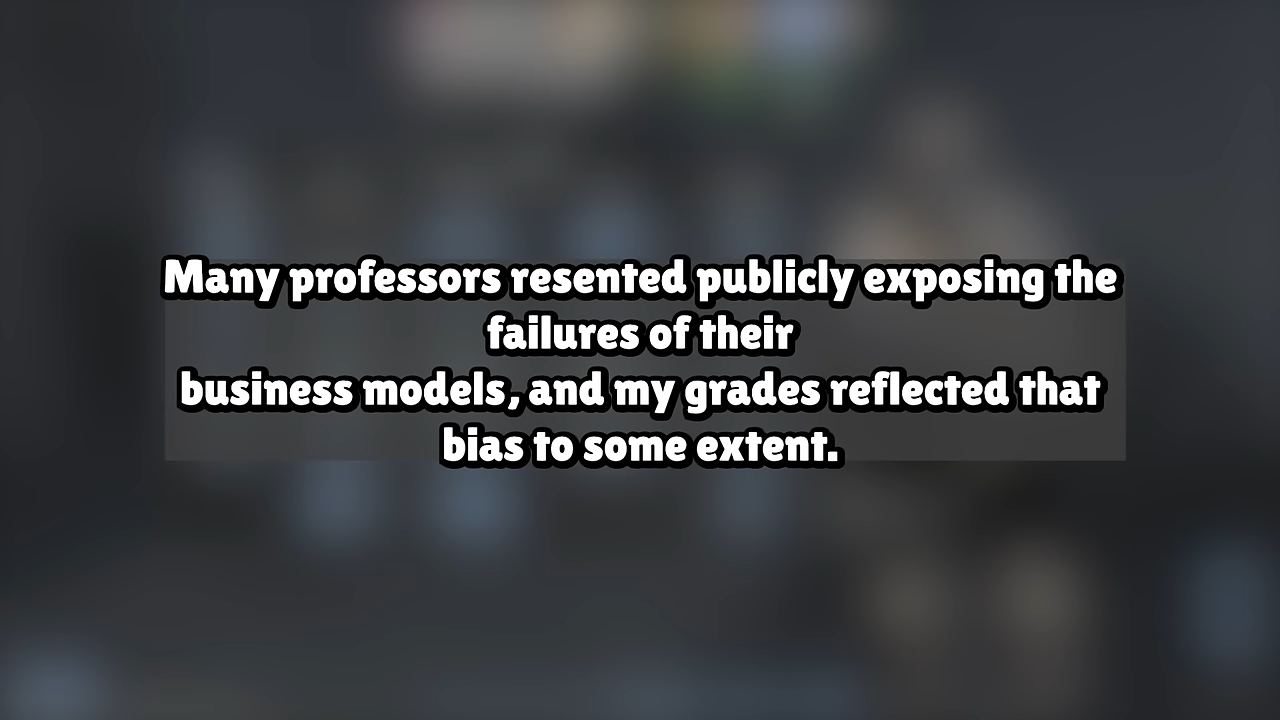 Many professors resented publicly exposing the
failures of their
business models, and my grades reflected that
bias to some extent.